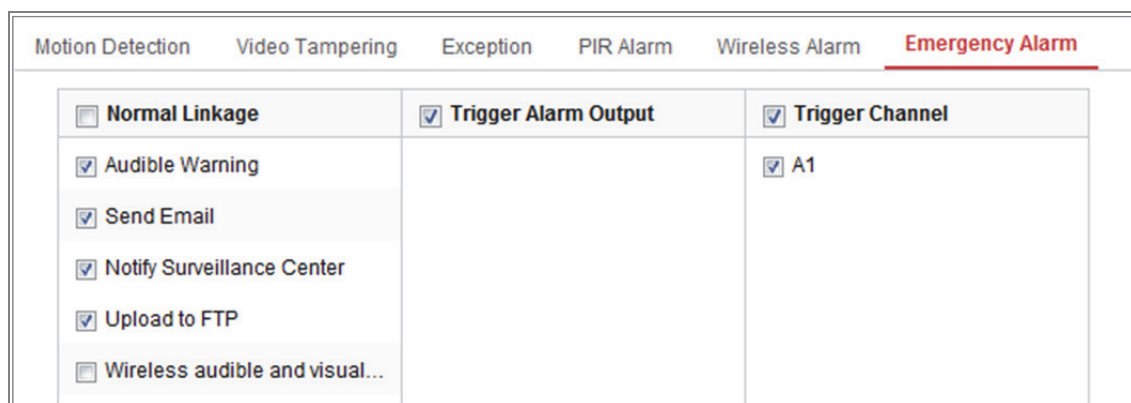 Motion Detection Video Tampering Exception PIR Alarm Wireless Alarm Emergency Alarm
Normal Linkage Trigger Alarm Output Trigger Channel
Audible Warning A1
Send Email
Notify Surveillance Center
Upload to FTP
Wireless audible and visual...